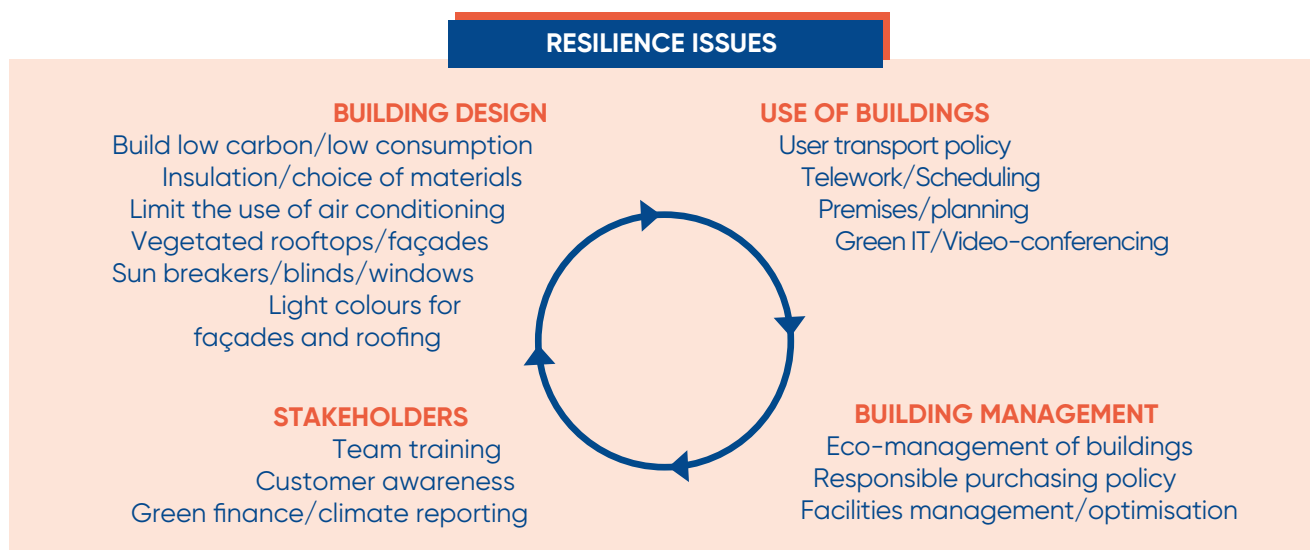 RESILIENCE ISSUES
BUILDING DESIGN
Build low carbon/low consumption
Insulation/choice of materials
Limit the use of air conditioning
Vegetated rooftops/façades
Sun breakers/blinds/windows
Light colours for
façades and roofing
USE OF BUILDINGS
User transport policy
Telework/Scheduling
Premises/planning
Green IT/Video-conferencing
STAKEHOLDERS
Team training
Customer awareness
Green finance/climate reporting
BUILDING MANAGEMENT
Eco-management of buildings
Responsible purchasing policy
Facilities management/optimisation